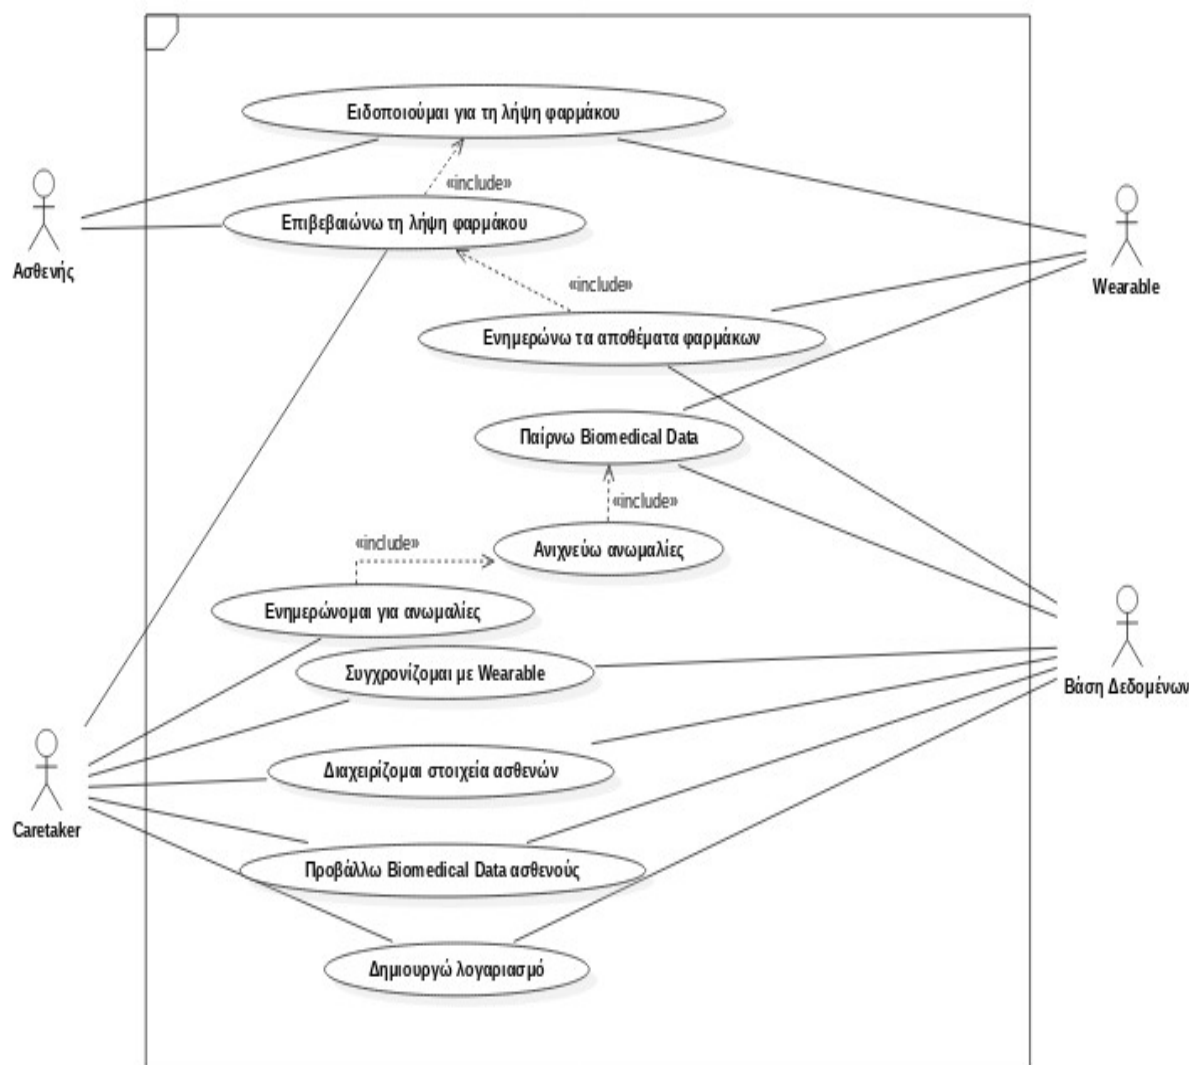 Ειδοποιούμαι για τη λήψη φαρμάκου
«include»
Επιβεβαιώνω τη λήψη φαρμάκου
Ασθενής
Wearable
«include»
Ενημερώνω τα αποθέματα φαρμάκων
Παίρνω Biomedical Data
«include»
Ανιχνεύω ανωμαλίες
«include»
Ενημερώνομαι για ανωμαλίες
Συγχρονίζομαι με Wearable
Βάση Δεδομένων
Διαχειρίζομαι στοιχεία ασθενών
Caretaker
Προβάλλω Biomedical Data ασθενούς
Δημιουργώ λογαριασμό